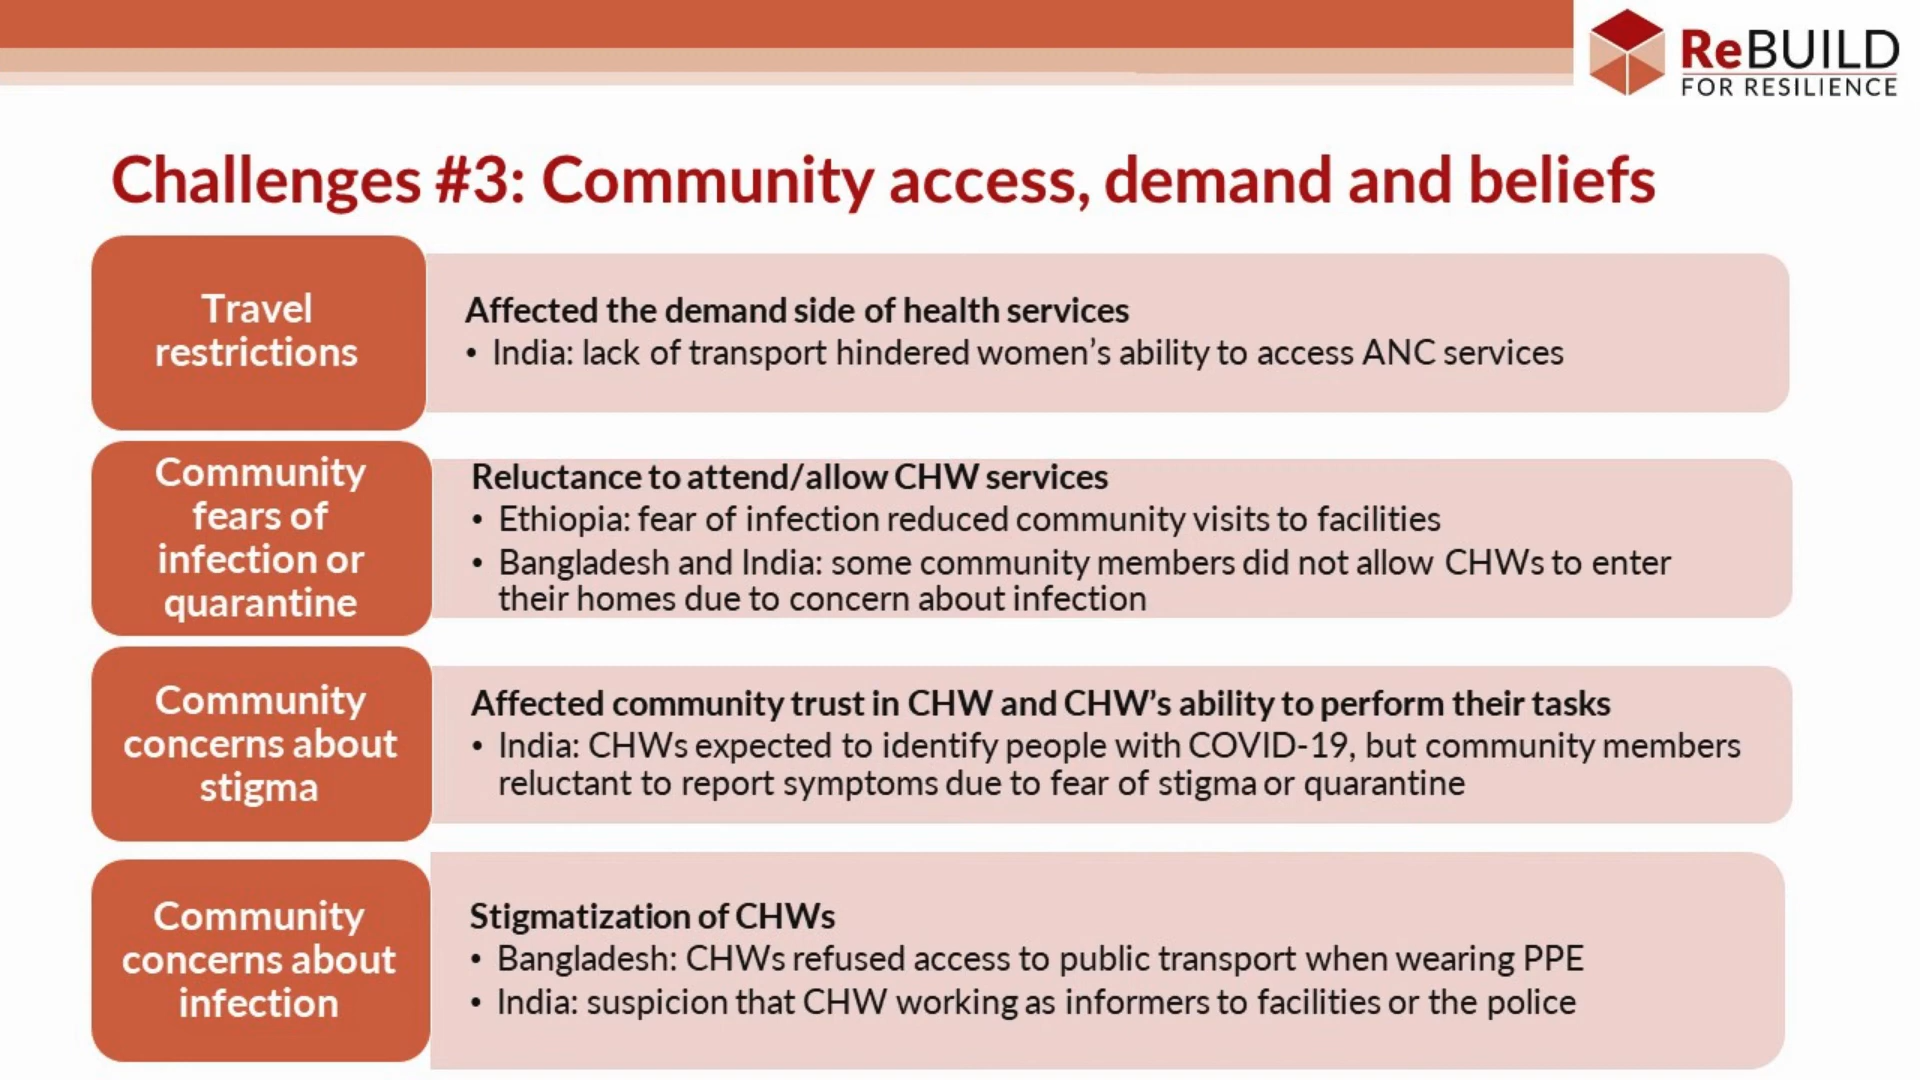 ReBUILD
FOR RESILIENCE
Challenges #3: Community access, demand and beliefs
Travel
restrictions
Affected the demand side of health services
• India: lack of transport hindered women’s ability to access ANC services
Community
fears of
infection or
quarantine
Reluctance to attend/allow CHW services
• Ethiopia: fear of infection reduced community visits to facilities
• Bangladesh and India: some community members did not allow CHWs to enter
their homes due to concern about infection
Community
concerns about
stigma
Affected community trust in CHW and CHW’s ability to perform their tasks
• India: CHWs expected to identify people with COVID-19, but community members
reluctant to report symptoms due to fear of stigma or quarantine
Community
concerns about
infection
Stigmatization of CHWs
• Bangladesh: CHWs refused access to public transport when wearing PPE
• India: suspicion that CHW working as informers to facilities or the police